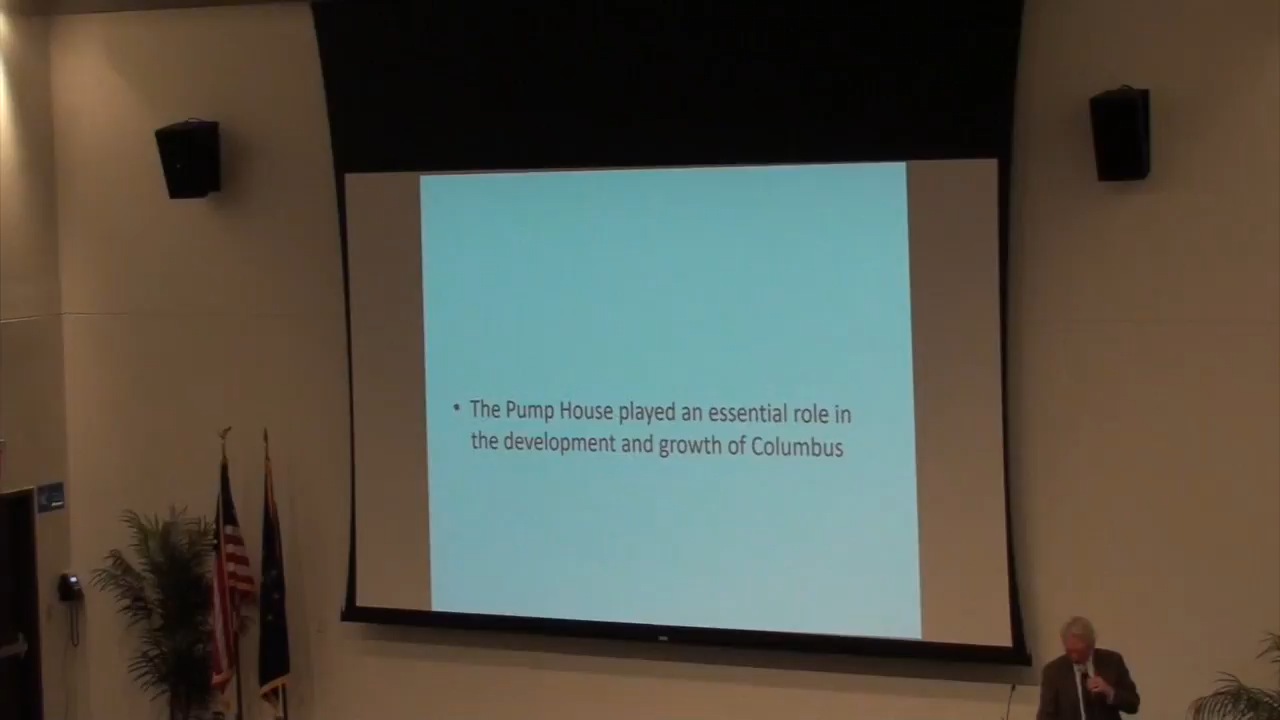 • The Pump House played an essential role in
the development and growth of Columbus